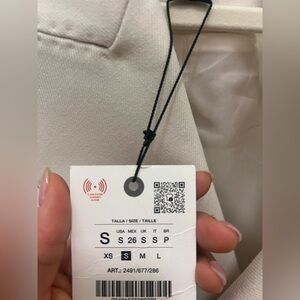 TALLA / SIZE / TAILLE
USA MEX UK IT BR
S S 26 S S P
XS S M L
ART.: 2491/677/286